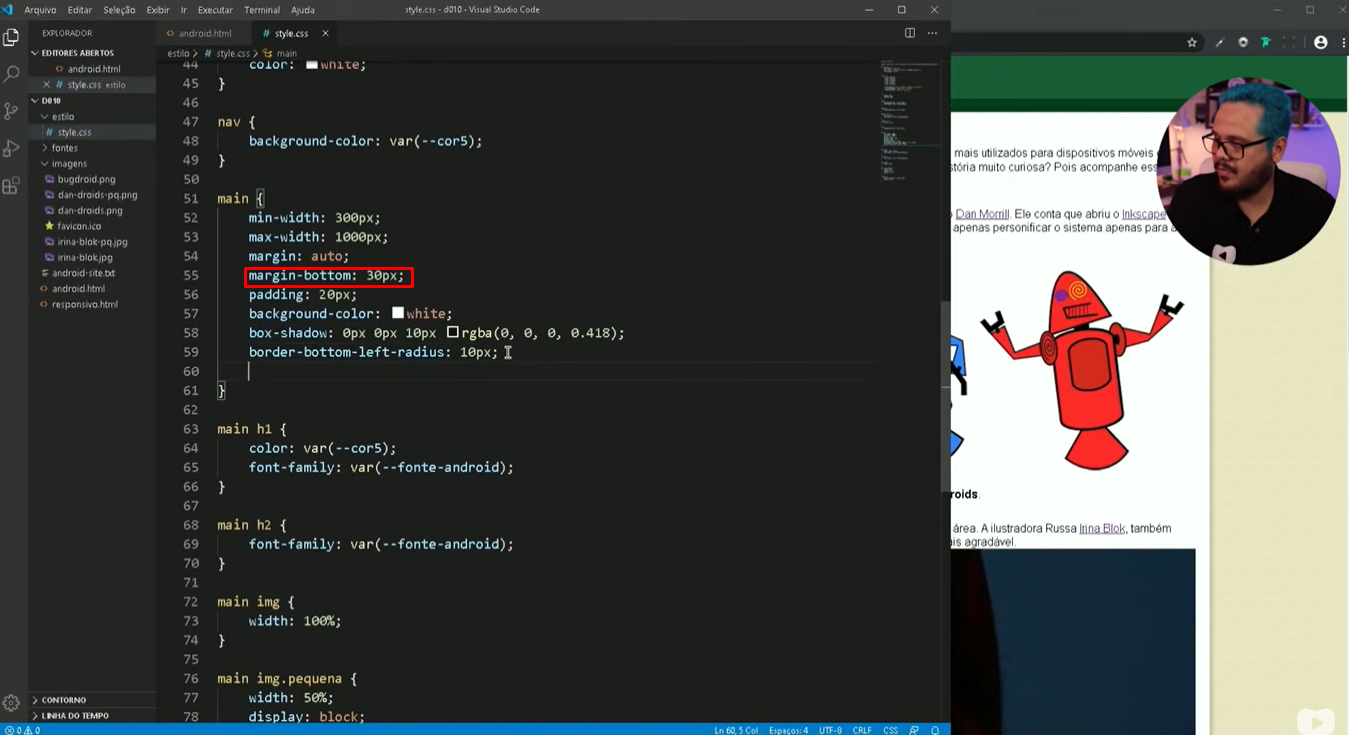 Arquivo Editar Seleção Exibir Ir Executar Terminal Ajuda
style.css - d010 - Visual Studio Code
EXPLORADOR
EDITORES ABERTOS
android.html
style.css estilo
D010
estilo
style.css
fontes
imagens
bugdroid.png
dan-droids-pq.png
dan-droids.png
favicon.ico
irina-blok-pq.jpg
irina-blok.jpg
android-site.txt
android.html
responsivo.html
CONTORNO
LINHA DO TEMPO
android.html
style.css
estilo > style.css > main
44 color: white;
45 }
46
47 nav {
48 background-color: var(--cor5);
49 }
50
51 main {
52 min-width: 300px;
53 max-width: 1000px;
54 margin: auto;
55 margin-bottom: 30px;
56 padding: 20px;
57 background-color: white;
58 box-shadow: 0px 0px 10px rgba(0, 0, 0, 0.418);
59 border-bottom-left-radius: 10px;
60
61 }
62
63 main h1 {
64 color: var(--cor5);
65 font-family: var(--fonte-android);
66 }
67
68 main h2 {
69 font-family: var(--fonte-android);
70 }
71
72 main img {
73 width: 100%;
74 }
75
76 main img.pequena {
77 width: 50%;
78 display: block;
0 0
Ln 60, 5 Col Espaços: 4 UTF-8 CRLF CSS
mais utilizados para dispositivos móveis
stória muito curiosa? Pois acompanhe
Dan Morrill. Ele conta que abriu o Inkscape
apenas personificar o sistema apenas para a
roids.
área. A ilustradora Russa Irina Blok, também
is agradável.